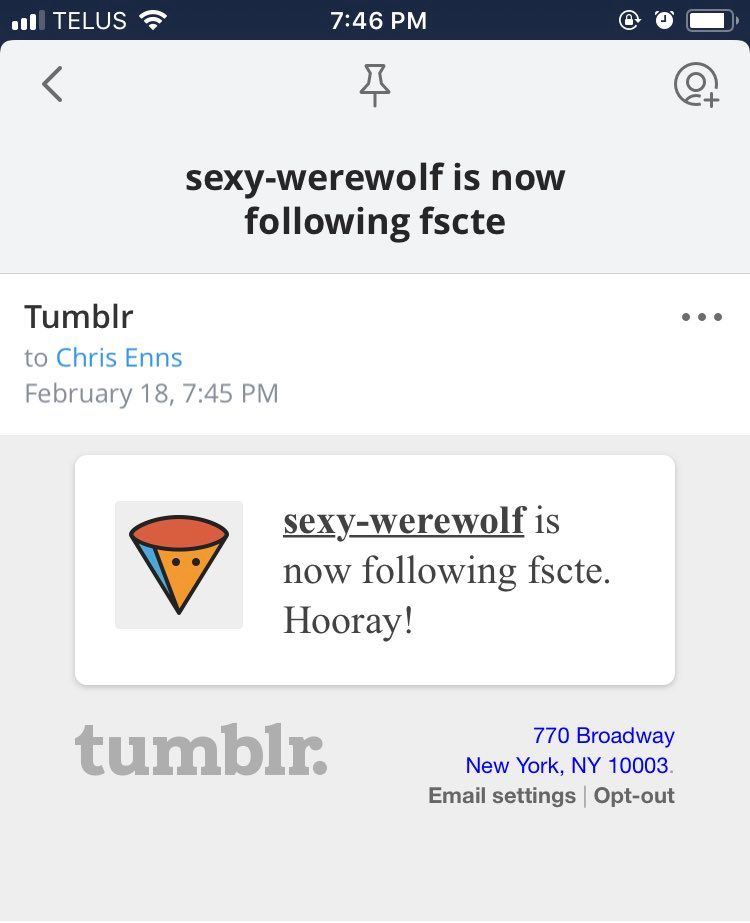 TELUS 7:46 PM
sexy-werewolf is now
following fscte
Tumblr
to Chris Enns
February 18, 7:45 PM
sexy-werewolf is
now following fscte.
Hooray!
tumblr.
770 Broadway
New York, NY 10003.
Email settings | Opt-out